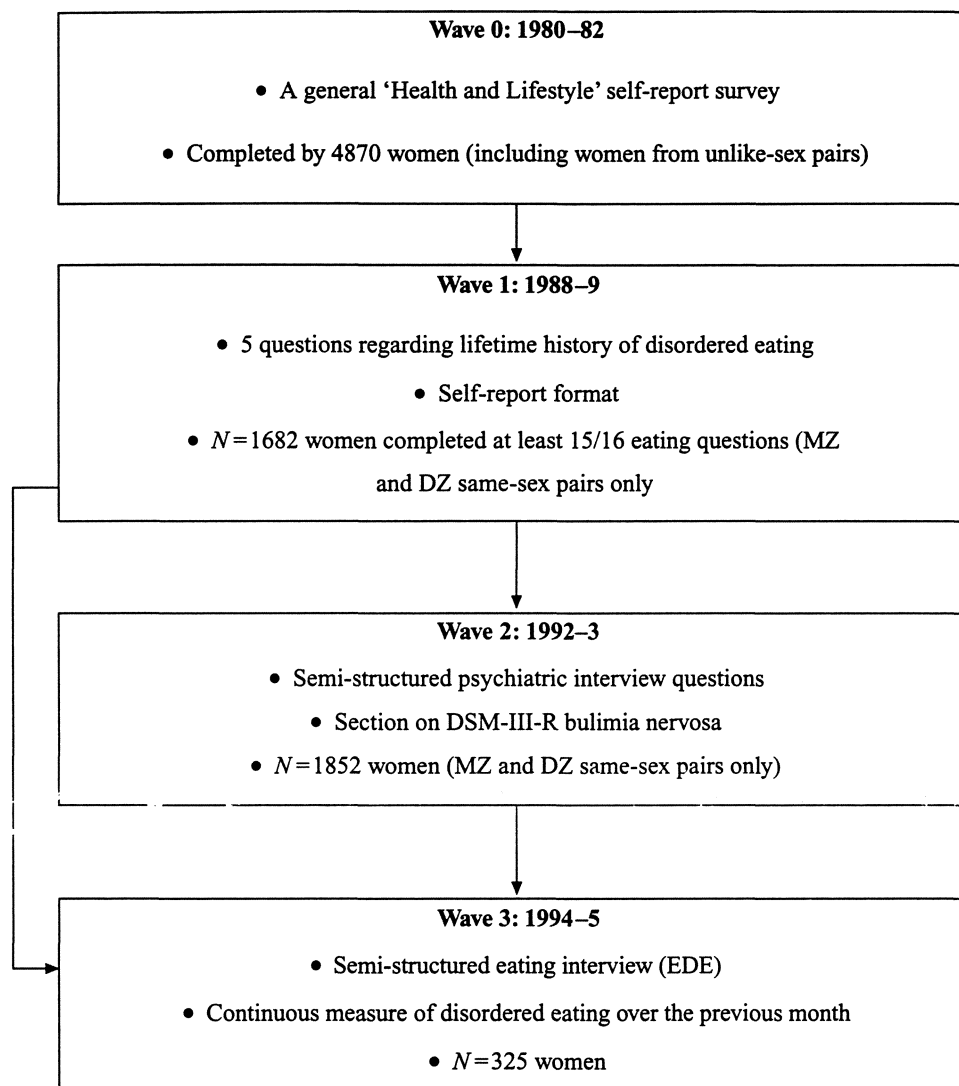 Wave 0: 1980–82
• A general ‘Health and Lifestyle’ self-report survey
• Completed by 4870 women (including women from unlike-sex pairs)
Wave 1: 1988–9
• 5 questions regarding lifetime history of disordered eating
• Self-report format
• N=1682 women completed at least 15/16 eating questions (MZ
and DZ same-sex pairs only
Wave 2: 1992–3
• Semi-structured psychiatric interview questions
• Section on DSM-III-R bulimia nervosa
• N=1852 women (MZ and DZ same-sex pairs only)
Wave 3: 1994–5
• Semi-structured eating interview (EDE)
• Continuous measure of disordered eating over the previous month
• N=325 women